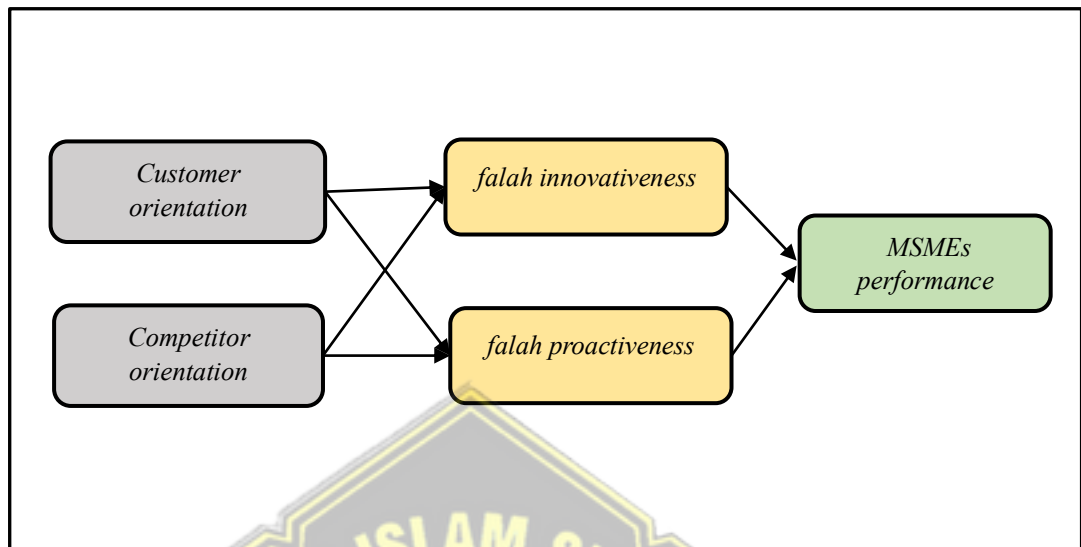 Customer
orientation
falah innovativeness
MSMEs
performance
Competitor
orientation
falah proactiveness
ISLAM